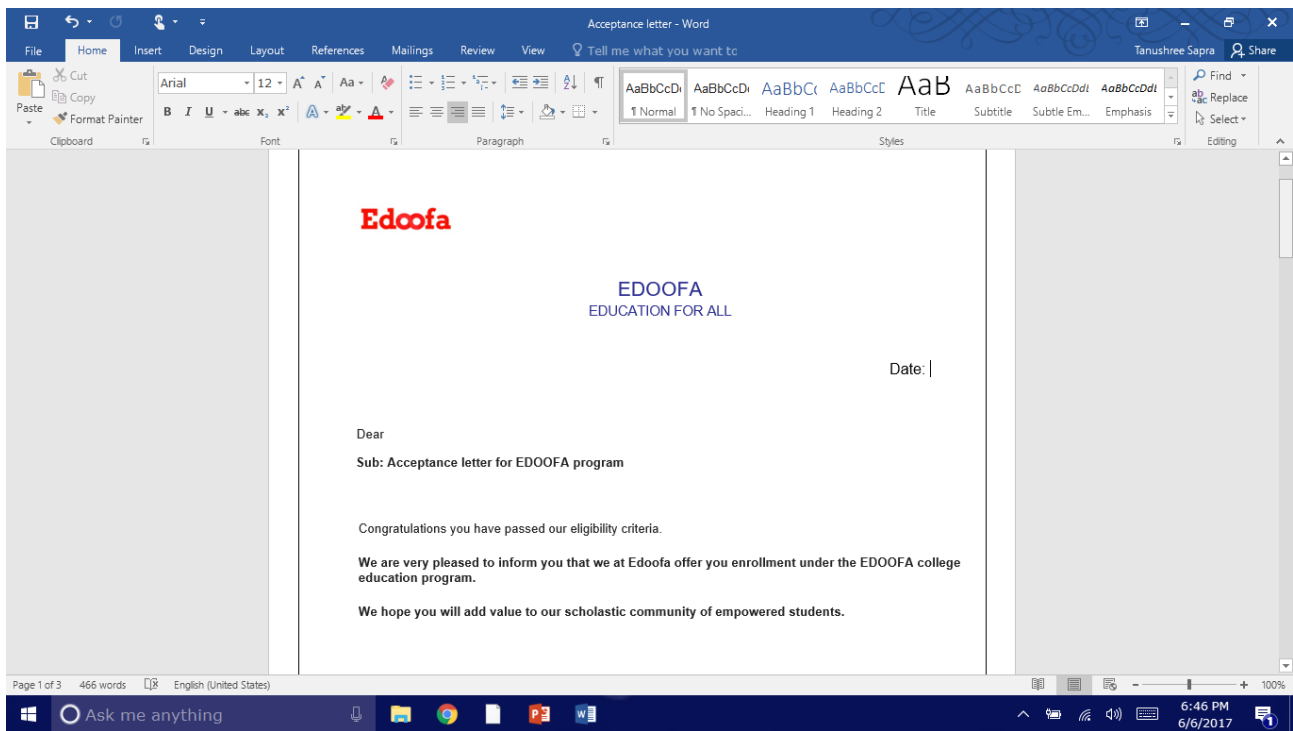 Acceptance letter - Word
File Home Insert Design Layout References Mailings Review View Tell me what you want to Tanushree Sapra Share
Paste
Cut
Copy
Format Painter
Clipboard
Arial 12
Font
Paragraph
AaBbCcDc AaBbCcDc AaBbCc AaBbCcD AaB AaBbCcD AaBbCcDd AaBbCcDd
¶ Normal ¶ No Spaci... Heading 1 Heading 2 Title Subtitle Subtle Em... Emphasis
Styles
Find
Replace
Select
Editing
Edoofa
EDOOFA
EDUCATION FOR ALL
Date:
Dear
Sub: Acceptance letter for EDOOFA program
Congratulations you have passed our eligibility criteria.
We are very pleased to inform you that we at Edoofa offer you enrollment under the EDOOFA college
education program.
We hope you will add value to our scholastic community of empowered students.
Page 1 of 3 466 words English (United States) 100%
Ask me anything
6:46 PM
6/6/2017